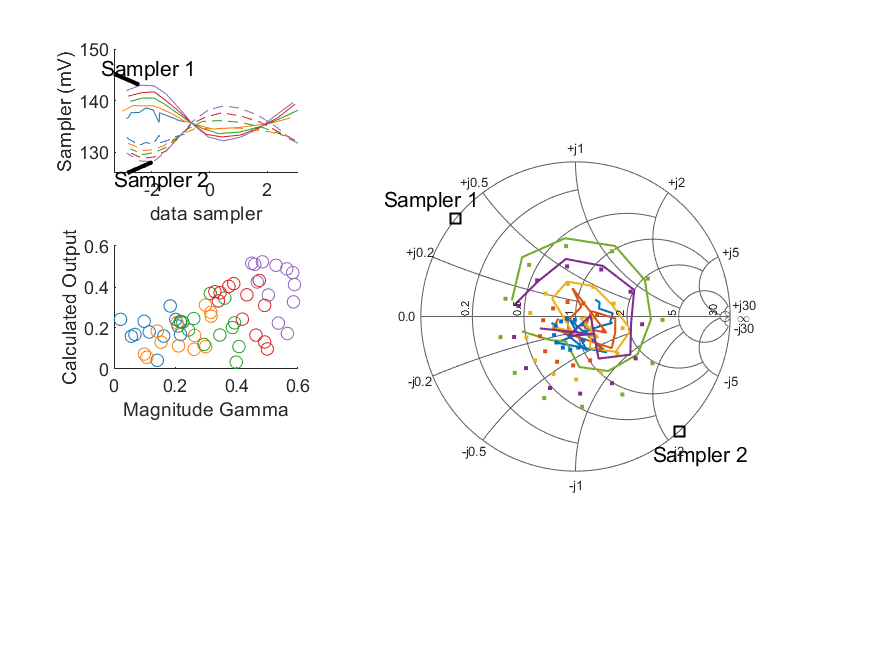 150
140
130
Sampler (mV)
Sampler 1
Sampler 2
-2
0
2
data sampler
0.6
0.4
0.2
0
Calculated Output
0
0.2
0.4
0.6
Magnitude Gamma
+j1
+j0.5
+j2
Sampler 1
+j0.2
+j5
0.0
0.2
0.5
1
2
5
30
+j30
∞
-j30
-j0.2
-j5
-j0.5
-j2
Sampler 2
-j1